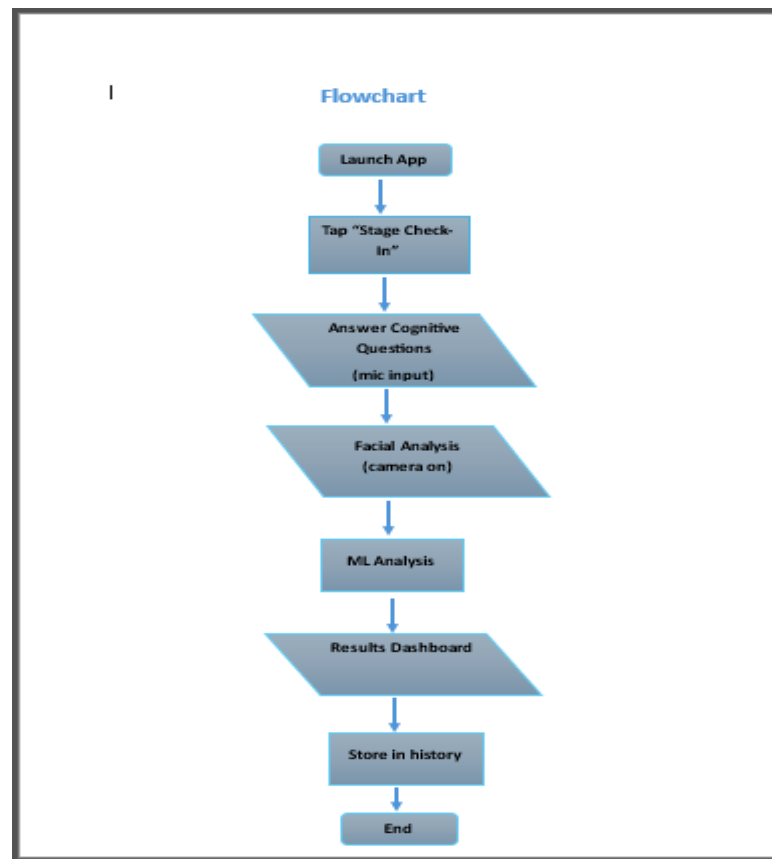 Flowchart
Launch App
Tap “Stage Check-
In”
Answer Cognitive
Questions
(mic input)
Facial Analysis
(camera on)
ML Analysis
Results Dashboard
Store in history
End